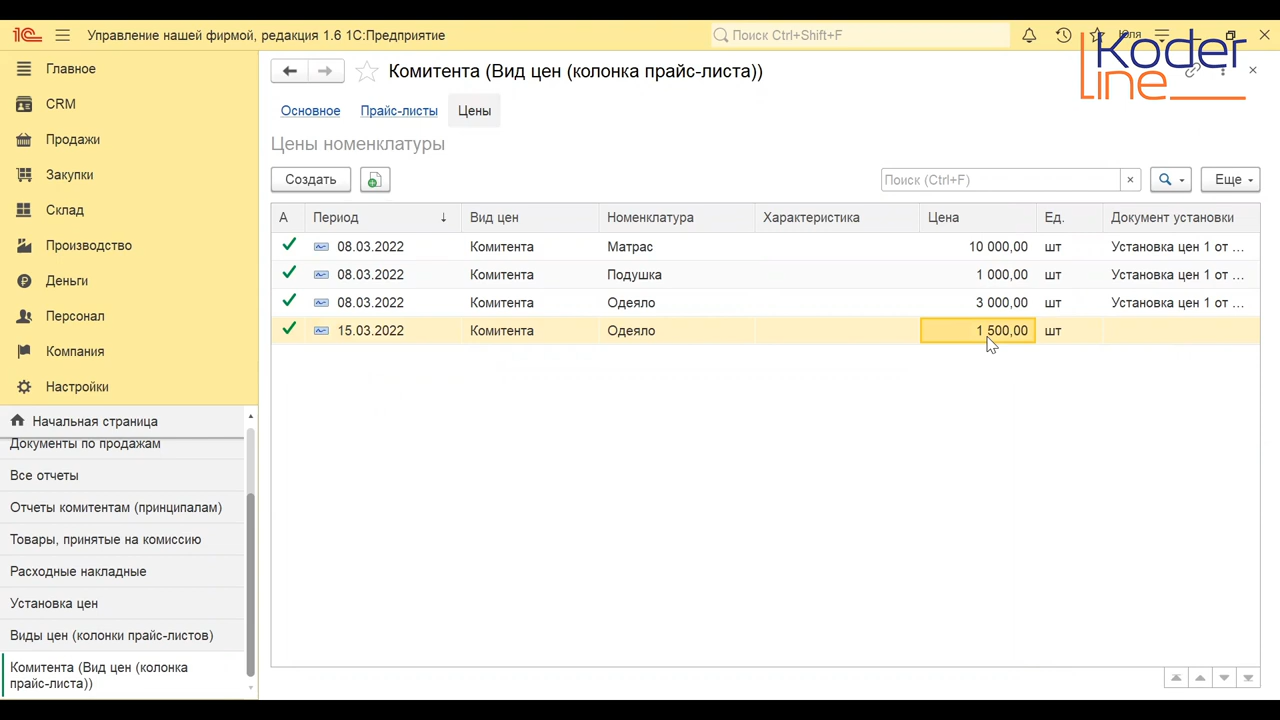 1С Управление нашей фирмой, редакция 1.6 1С:Предприятие Поиск Ctrl+Shift+F Юля
Koder
line
Главное
CRM
Продажи
Закупки
Склад
Производство
Деньги
Персонал
Компания
Настройки
Начальная страница
Документы по продажам
Все отчеты
Отчеты комитентам (принципалам)
Товары, принятые на комиссию
Расходные накладные
Установка цен
Виды цен (колонки прайс-листов)
Комитента (Вид цен (колонка
прайс-листа))
Комитента (Вид цен (колонка прайс-листа))
Основное Прайс-листы Цены
Цены номенклатуры
Создать Поиск (Ctrl+F) × Еще
А Период ↓ Вид цен Номенклатура Характеристика Цена Ед. Документ установки
08.03.2022 Комитента Матрас 10 000,00 шт Установка цен 1 от ...
08.03.2022 Комитента Подушка 1 000,00 шт Установка цен 1 от ...
08.03.2022 Комитента Одеяло 3 000,00 шт Установка цен 1 от ...
15.03.2022 Комитента Одеяло 1 500,00 шт